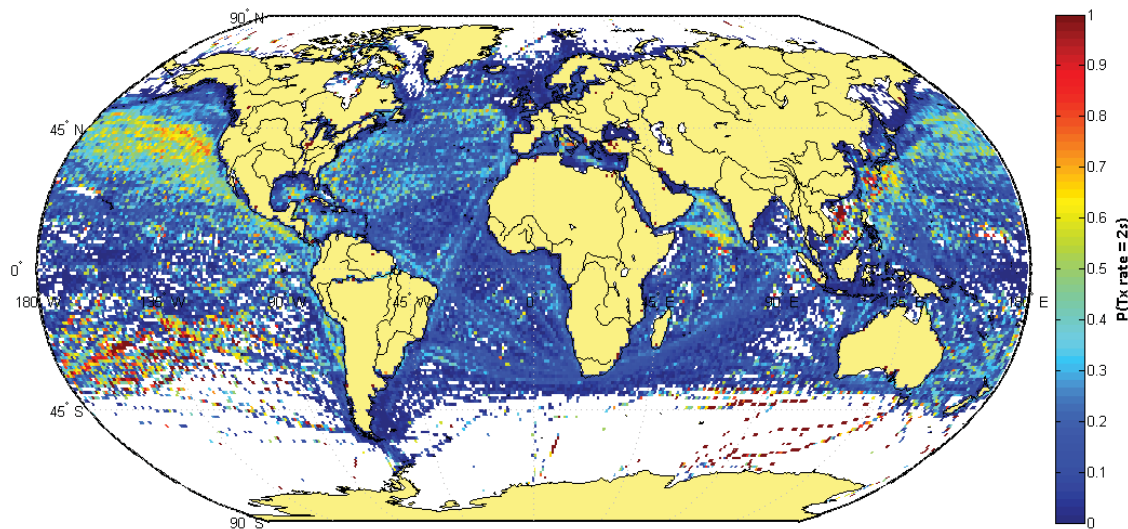 90° N
45° N
0°
180° W
135° W
90° W
45° W
0
45° E
90° E
135° E
180° E
45° S
90° S
1
0.9
0.8
0.7
0.6
0.5
0.4
0.3
0.2
0.1
0
P(Tx rate = 2s)